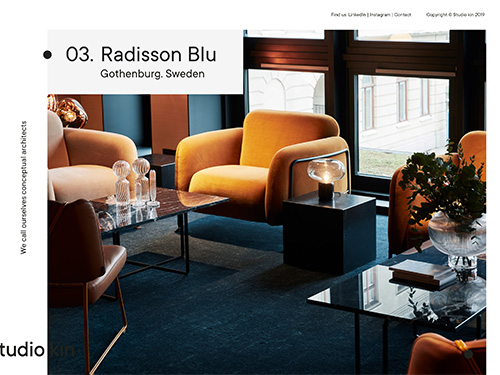 Find us: LinkedIn | Instagram | Contact
Copyright © Studio kin 2019
03. Radisson Blu
Gothenburg, Sweden
We call ourselves conceptual architects
tudio kin